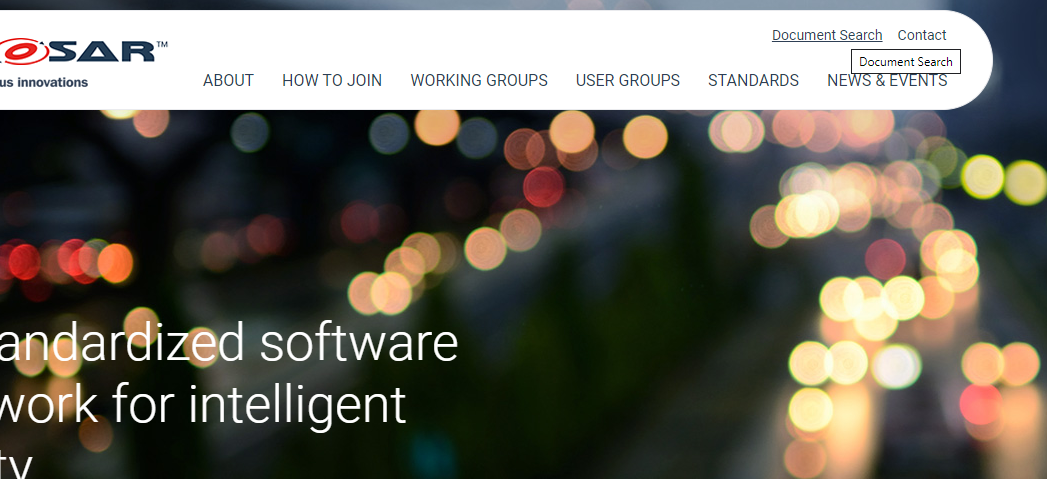 Document Search Contact
OSAR™
us innovations
Document Search
ABOUT HOW TO JOIN WORKING GROUPS USER GROUPS STANDARDS NEWS & EVENTS
andardized software
work for intelligent
ty